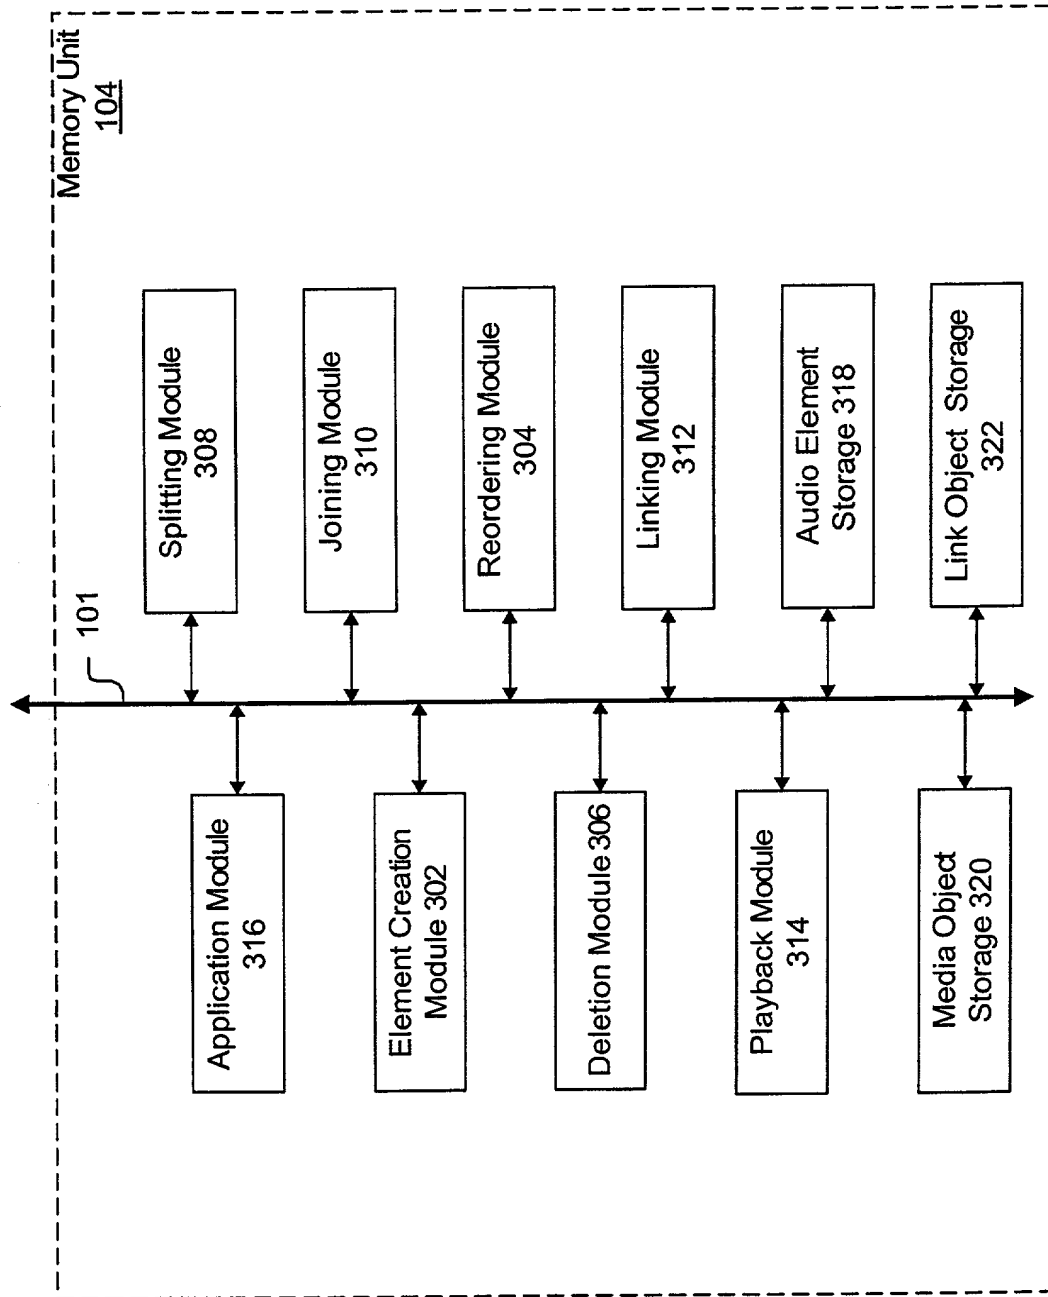 Memory Unit
104
101
Splitting Module
308
Joining Module
310
Reordering Module
304
Linking Module
312
Audio Element
Storage 318
Link Object Storage
322
Application Module
316
Element Creation
Module 302
Deletion Module 306
Playback Module
314
Media Object
Storage 320